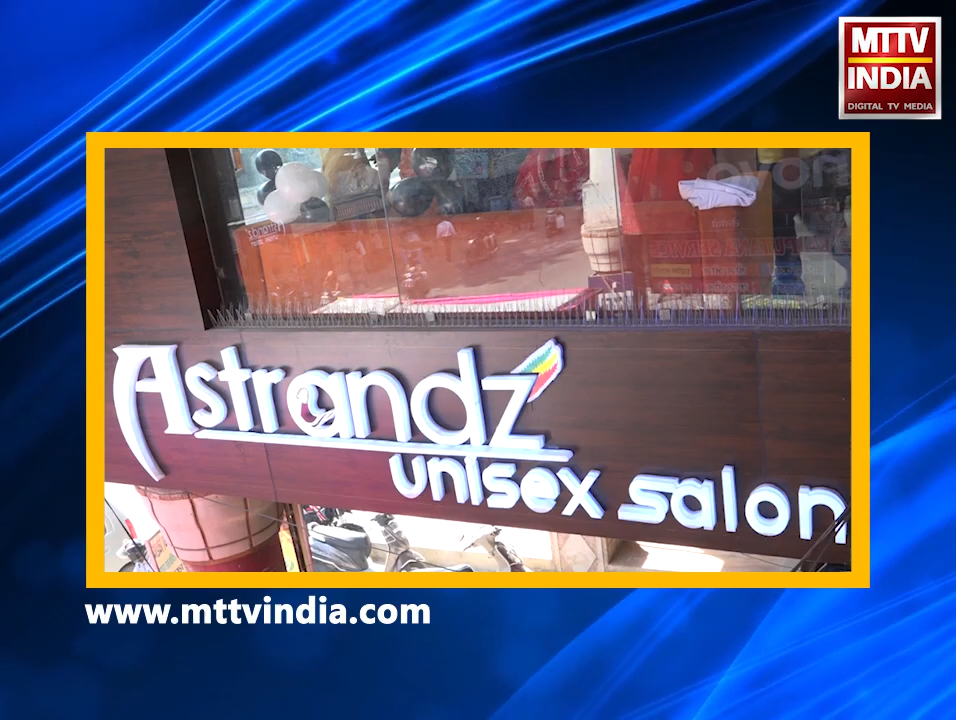 MTTV
INDIA
DIGITAL TV MEDIA
Astrandz
unisex salon
www.mttvindia.com